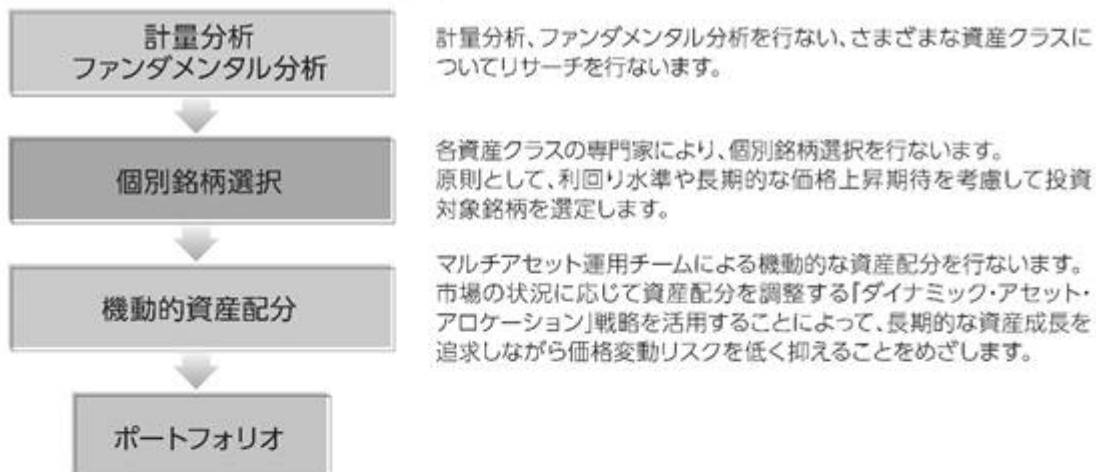 計量分析
ファンダメンタル分析
計量分析、ファンダメンタル分析を行ない、さまざまな資産クラスに
ついてリサーチを行ないます。
個別銘柄選択
各資産クラスの専門家により、個別銘柄選択を行ないます。
原則として、利回り水準や長期的な価格上昇期待を考慮して投資
対象銘柄を選定します。
機動的資産配分
マルチアセット運用チームによる機動的な資産配分を行ないます。
市場の状況に応じて資産配分を調整する「ダイナミック・アセット・
アロケーション」戦略を活用することによって、長期的な資産成長を
追求しながら価格変動リスクを低く抑えることをめざします。
ポートフォリオ